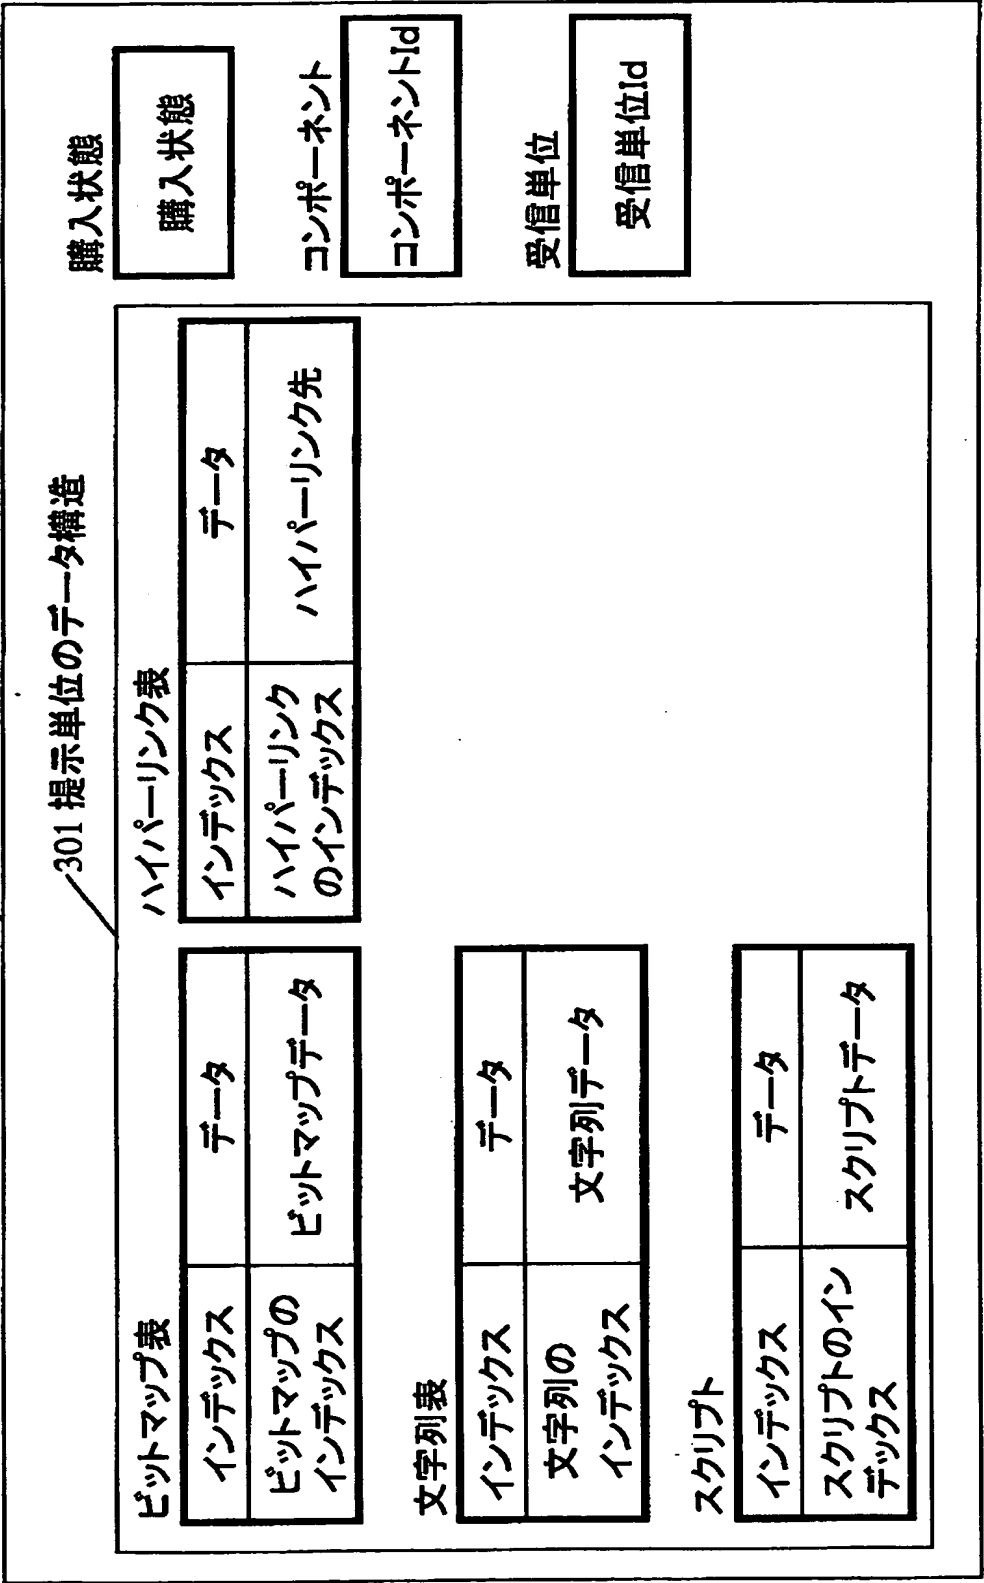 301 提示単位のデータ構造
ビットマップ表
インデックス
データ
ビットマップの
インデックス
ビットマップデータ
ハイパーリンク表
インデックス
データ
ハイパーリンク
のインデックス
ハイパーリンク先
文字列表
インデックス
データ
文字列の
インデックス
文字列データ
スクリプト
インデックス
データ
スクリプトのイン
デックス
スクリプトデータ
購入状態
購入状態
コンポーネント
コンポーネントId
受信単位
受信単位Id